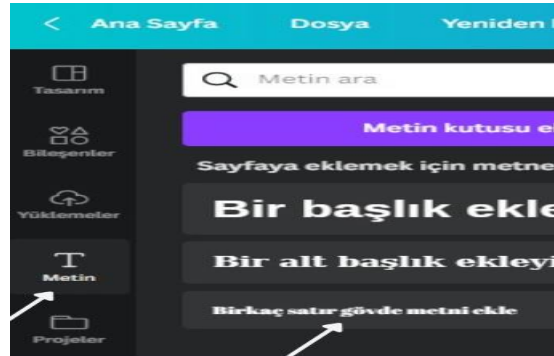 < Ana Sayfa Dosya Yeniden
Tasarım
Metin ara
Bileşenler
Metin kutusu
Sayfaya eklemek için metne
Yüklemeler
Bir başlık ekle
Metin
Bir alt başlık ekleyi
Birkaç satır gövde metni ekle
Projeler